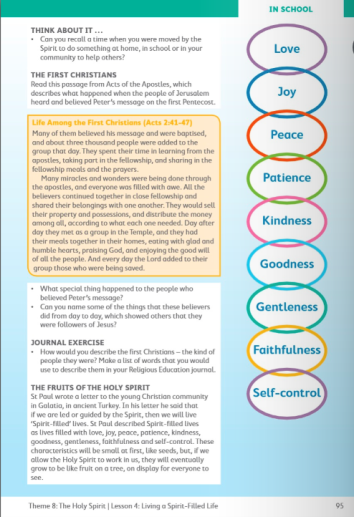 IN SCHOOL
THINK ABOUT IT ...
• Can you recall a time when you were moved by the
Spirit to do something at home, in school or in your
community to help others?
THE FIRST CHRISTIANS
Read this passage from Acts of the Apostles, which
describes what happened when the people of Jerusalem
heard and believed Peter's message on the first Pentecost.
Life Among the First Christians (Acts 2:41-47)
Many of them believed his message and were baptised,
and about three thousand people were added to the
group that day. They spent their time in learning from the
apostles, taking part in the fellowship, and sharing in the
fellowship meals and the prayers.
Many miracles and wonders were being done through
the apostles, and everyone was filled with awe. All the
believers continued together in close fellowship and
shared their belongings with one another. They would sell
their property and possessions, and distribute the money
among all, according to what each one needed. Day after
day they met as a group in the Temple, and they had
their meals together in their homes, eating with glad and
humble hearts, praising God, and enjoying the good will
of all the people. And every day the Lord added to their
group those who were being saved.
• What special thing happened to the people who
believed Peter's message?
• Can you name some of the things that these believers
did from day to day, which showed others that they
were followers of Jesus?
JOURNAL EXERCISE
• How would you describe the first Christians – the kind of
people they were? Make a list of words that you would
use to describe them in your Religious Education journal.
THE FRUITS OF THE HOLY SPIRIT
St Paul wrote a letter to the young Christian community
in Galatia, in ancient Turkey. In his letter he said that
if we are led or guided by the Spirit, then we will live
'Spirit-filled' lives. St Paul described Spirit-filled lives
as lives filled with love, joy, peace, patience, kindness,
goodness, gentleness, faithfulness and self-control. These
characteristics will be small at first, like seeds, but, if we
allow the Holy Spirit to work in us, they will eventually
grow to be like fruit on a tree, on display for everyone to
see.
Love
Joy
Peace
Patience
Kindness
Goodness
Gentleness
Faithfulness
Self-control
Theme 8: The Holy Spirit | Lesson 4: Living a Spirit-Filled Life
95